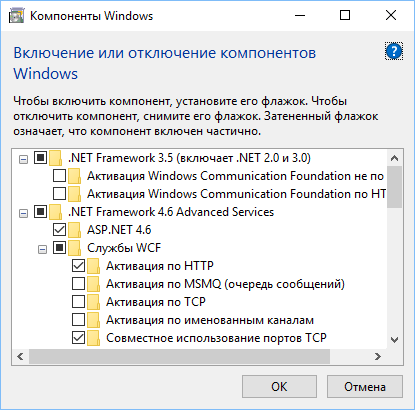 Компоненты Windows
Включение или отключение компонентов
Windows
?
Чтобы включить компонент, установите его флажок. Чтобы
отключить компонент, снимите его флажок. Затененный флажок
означает, что компонент включен частично.
.NET Framework 3.5 (включает .NET 2.0 и 3.0)
Активация Windows Communication Foundation не по
Активация Windows Communication Foundation по HT
.NET Framework 4.6 Advanced Services
ASP.NET 4.6
Службы WCF
Активация по HTTP
Активация по MSMQ (очередь сообщений)
Активация по TCP
Активация по именованным каналам
Совместное использование портов TCP
ОК
Отмена